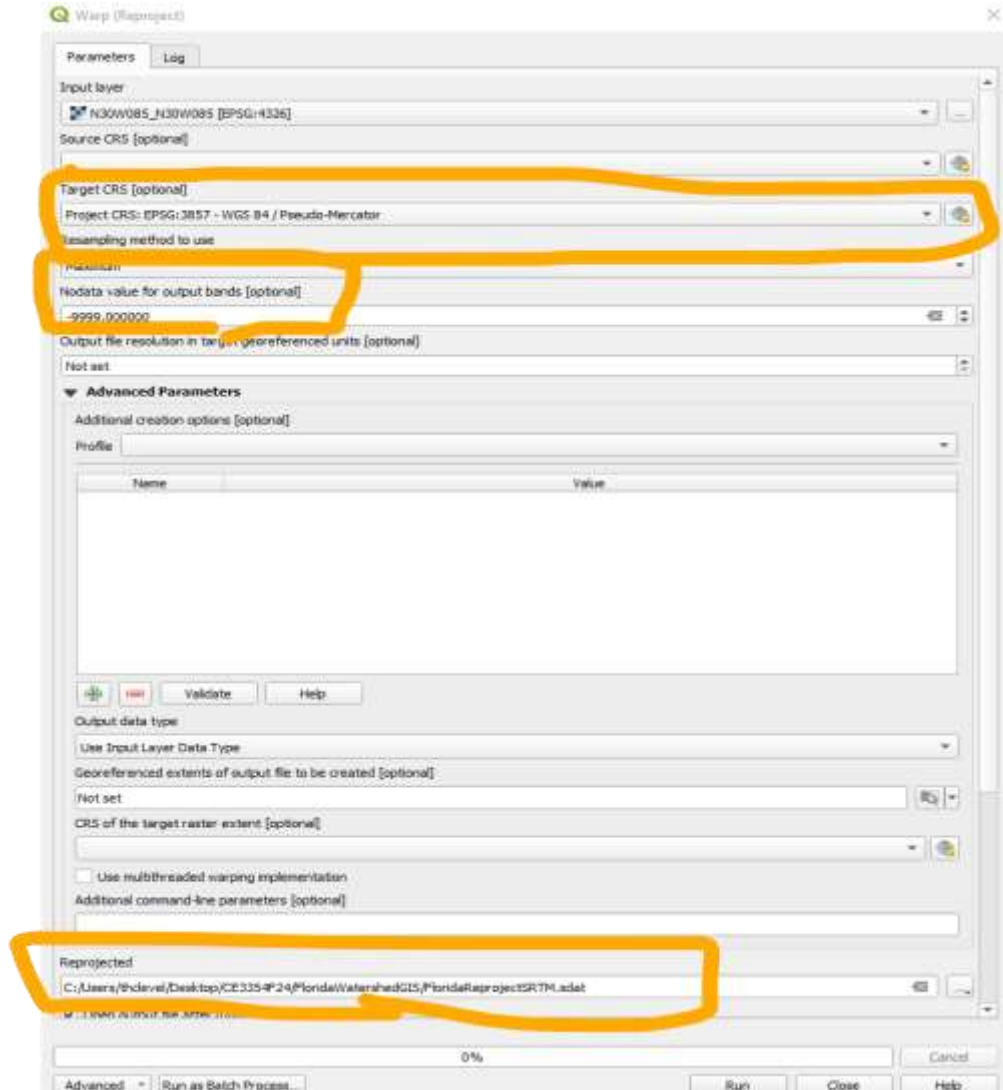 Warp (Reproject)
Parameters Log
Input layer
N30W085_N30W085 [EPSG:4326]
Source CRS [optional]
Target CRS [optional]
Project CRS: EPSG:3857 - WGS 84 / Pseudo-Mercator
Resampling method to use
Maximum
Nodata value for output bands [optional]
-9999.000000
Output file resolution in target georeferenced units [optional]
Not set
Advanced Parameters
Additional creation options [optional]
Profile
Name Value
Validate Help
Output data type
Use Input Layer Data Type
Georeferenced extents of output file to be created [optional]
Not set
CRS of the target raster extent [optional]
Use multithreaded warping implementation
Additional command-line parameters [optional]
Reprojected
C:/Users/thclevel/Desktop/CE3354F24/FloridaWatershedGIS/FloridaReprojectSRTM.sdat
Open output file after
0% Cancel
Advanced Run as Batch Process... Run Close Help